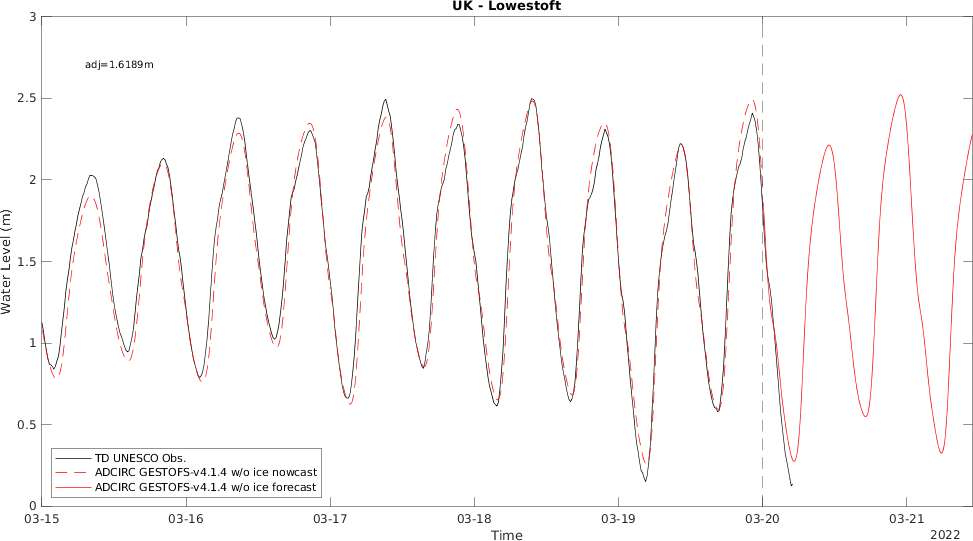 UK - Lowestoft
3
adj=1.6189m
2.5
2
1.5
1
0.5
0
Water Level (m)
TD UNESCO Obs.
ADCIRC GESTOFS-v4.1.4 w/o ice nowcast
ADCIRC GESTOFS-v4.1.4 w/o ice forecast
03-15 03-16 03-17 03-18 03-19 03-20 03-21
Time
2022